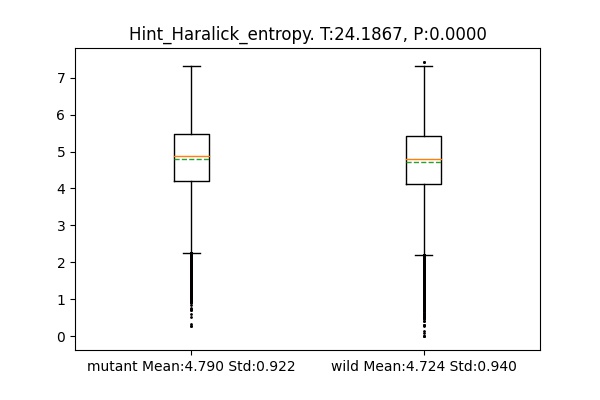 Hint_Haralick_entropy. T:24.1867, P:0.0000
7
6
5
4
3
2
1
0
mutant Mean:4.790 Std:0.922
wild Mean:4.724 Std:0.940